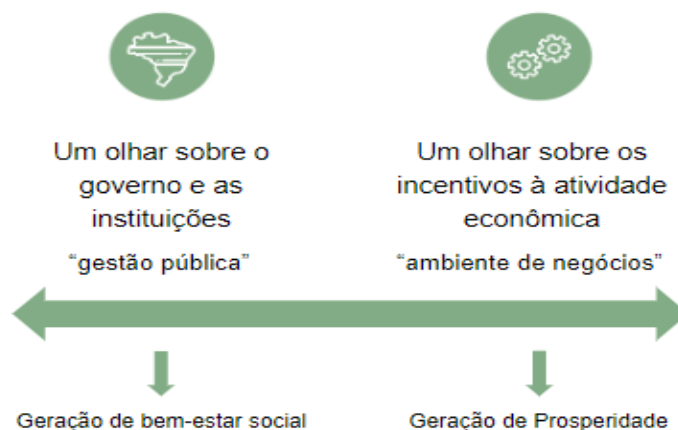 Um olhar sobre o
governo e as
instituições
“gestão pública”
Um olhar sobre os
incentivos à atividade
econômica
“ambiente de negócios”
Geração de bem-estar social
Geração de Prosperidade